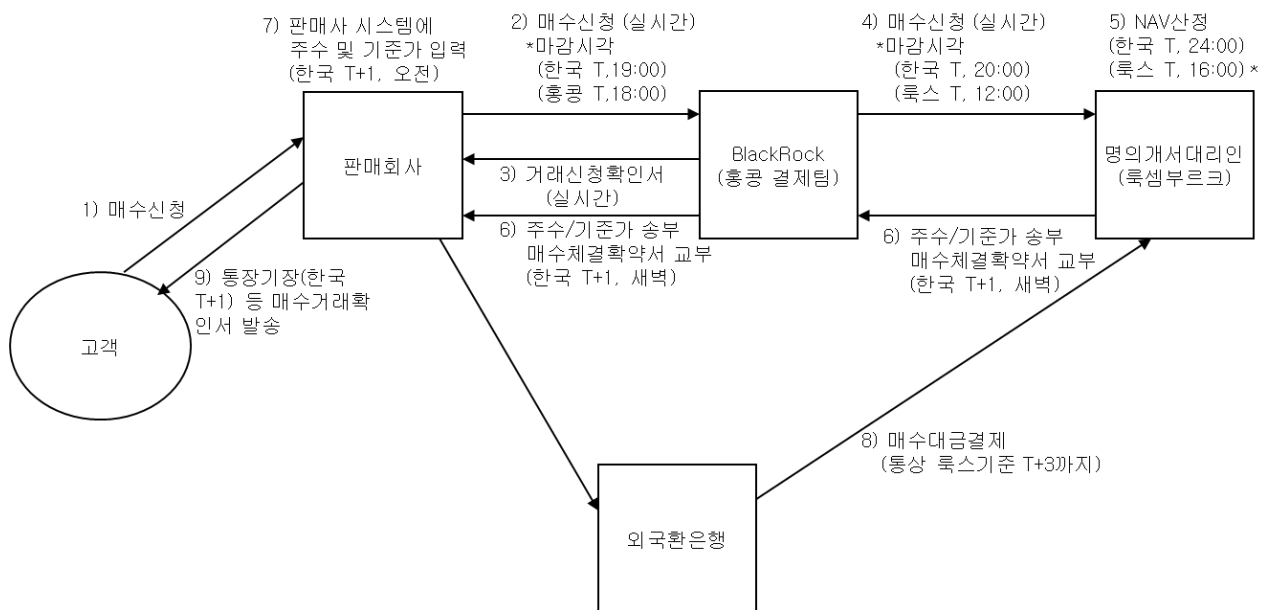 7) 판매사 시스템에
주수 및 기준가 입력
(한국 T+1, 오전)
2) 매수신청 (실시간)
*마감시각
(한국 T,19:00)
(홍콩 T,18:00)
4) 매수신청 (실시간)
*마감시각
(한국 T, 20:00)
(룩스 T, 12:00)
5) NAV산정
(한국 T, 24:00)
(룩스 T, 16:00)*
판매회사
BlackRock
(홍콩 결제팀)
명의개서대리인
(룩셈부르크)
3) 거래신청확인서
(실시간)
1) 매수신청
6) 주수/기준가 송부
매수체결확약서 교부
(한국 T+1, 새벽)
6) 주수/기준가 송부
매수체결확약서 교부
(한국 T+1, 새벽)
9) 통장기장(한국
T+1) 등 매수거래확
인서 발송
고객
8) 매수대금결제
(통상 룩스기준 T+3까지)
외국환은행